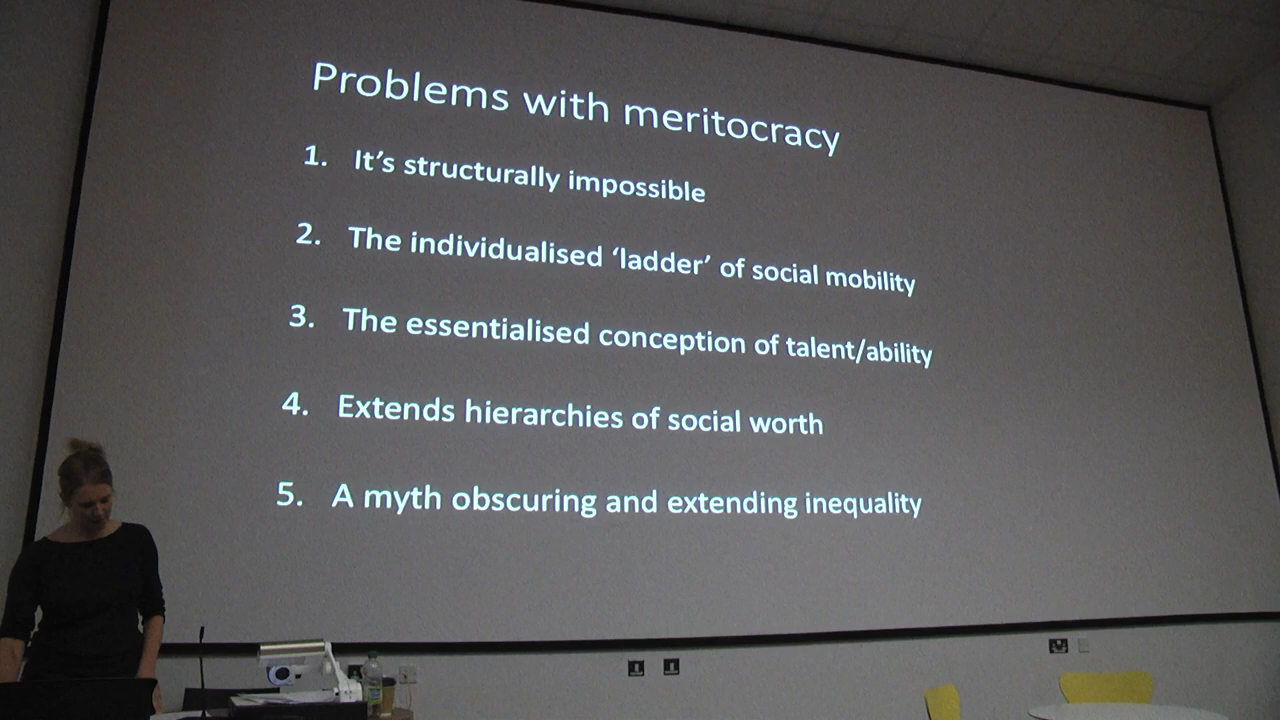 Problems with meritocracy
1. It’s structurally impossible
2. The individualised ‘ladder’ of social mobility
3. The essentialised conception of talent/ability
4. Extends hierarchies of social worth
5. A myth obscuring and extending inequality